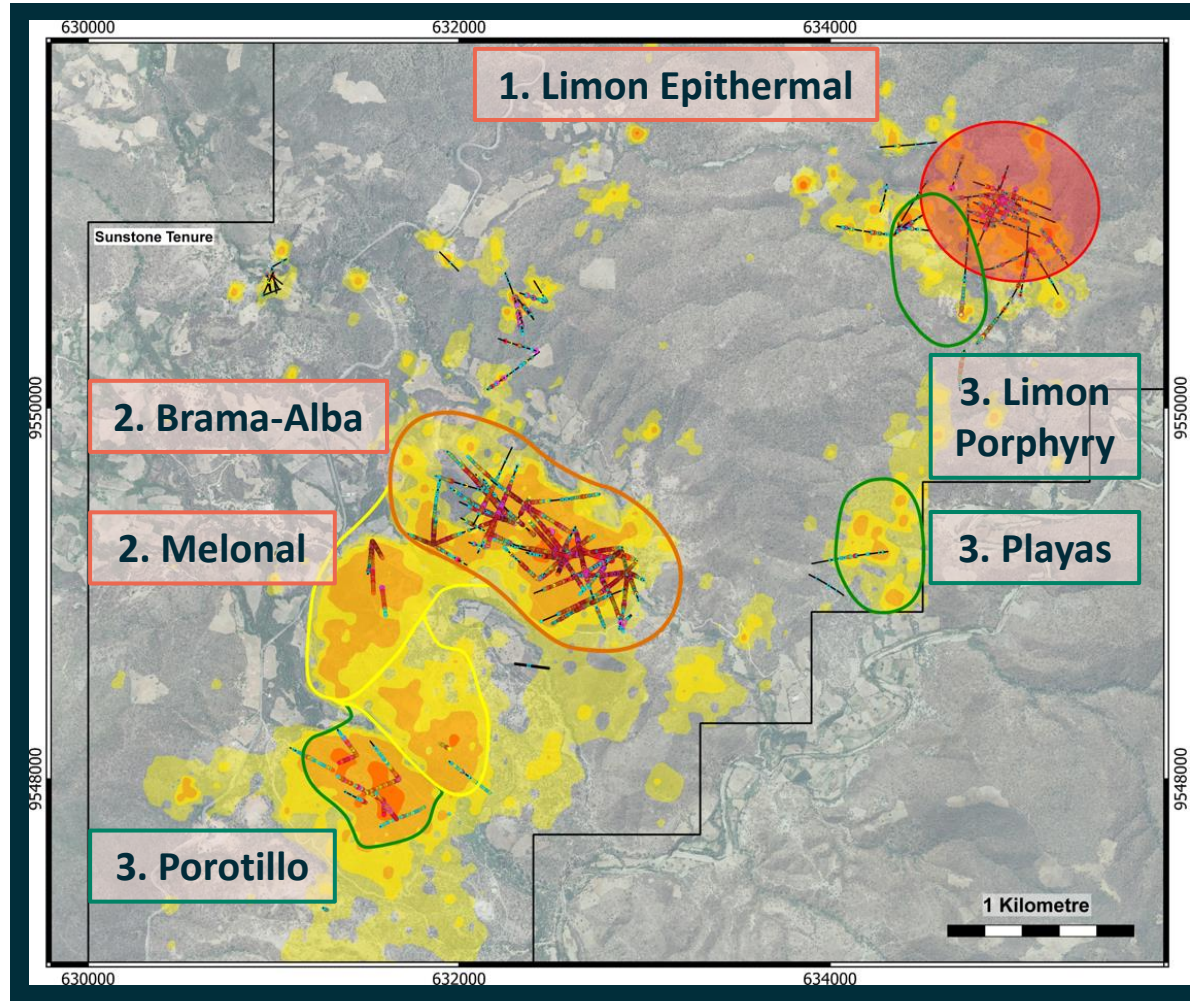 630000
632000
634000
1. Limon Epithermal
Sunstone Tenure
9550000
9550000
2. Brama-Alba
3. Limon
Porphyry
2. Melonal
3. Playas
9548000
9548000
3. Porotillo
1 Kilometre
630000
632000
634000